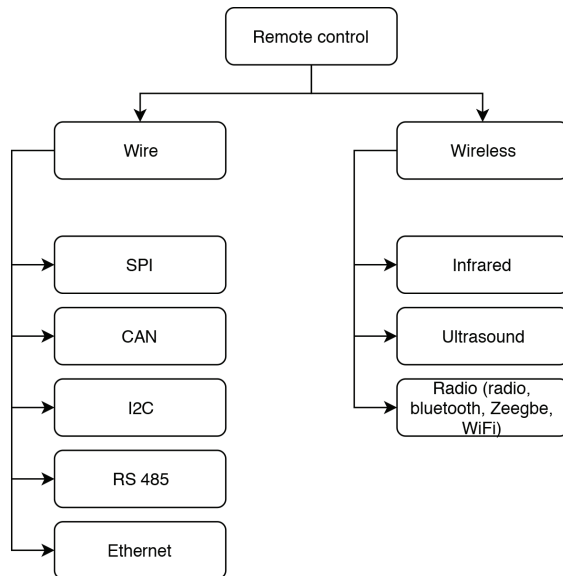 Remote control
Wire
Wireless
SPI
Infrared
CAN
Ultrasound
I2C
Radio (radio,
bluetooth, Zeegbe,
WiFi)
RS 485
Ethernet